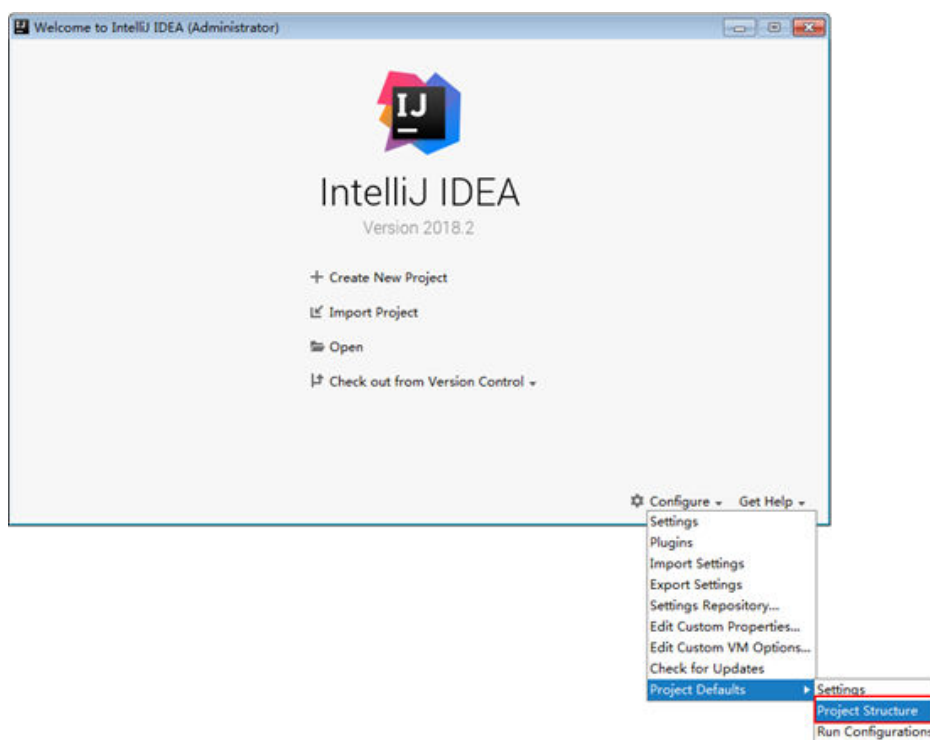 Welcome to IntelliJ IDEA (Administrator)
IJ
IntelliJ IDEA
Version 2018.2
Create New Project
Import Project
Open
Check out from Version Control
Configure Get Help
Settings
Plugins
Import Settings
Export Settings
Settings Repository...
Edit Custom Properties...
Edit Custom VM Options...
Check for Updates
Project Defaults Settings
Project Structure
Run Configurations